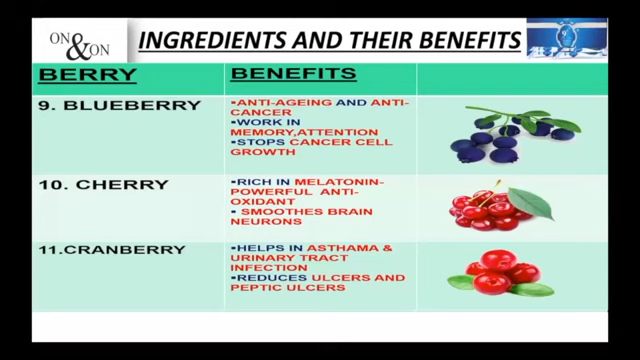 ON
&
ON
INGREDIENTS AND THEIR BENEFITS
BERRY
BENEFITS
9. BLUEBERRY
▪ANTI-AGEING AND ANTI-
CANCER
▪WORK IN
MEMORY,ATTENTION
▪STOPS CANCER CELL
GROWTH
10. CHERRY
▪RICH IN MELATONIN-
POWERFUL ANTI-
OXIDANT
▪ SMOOTHES BRAIN
NEURONS
11.CRANBERRY
▪HELPS IN ASTHAMA &
URINARY TRACT
INFECTION
▪REDUCES ULCERS AND
PEPTIC ULCERS